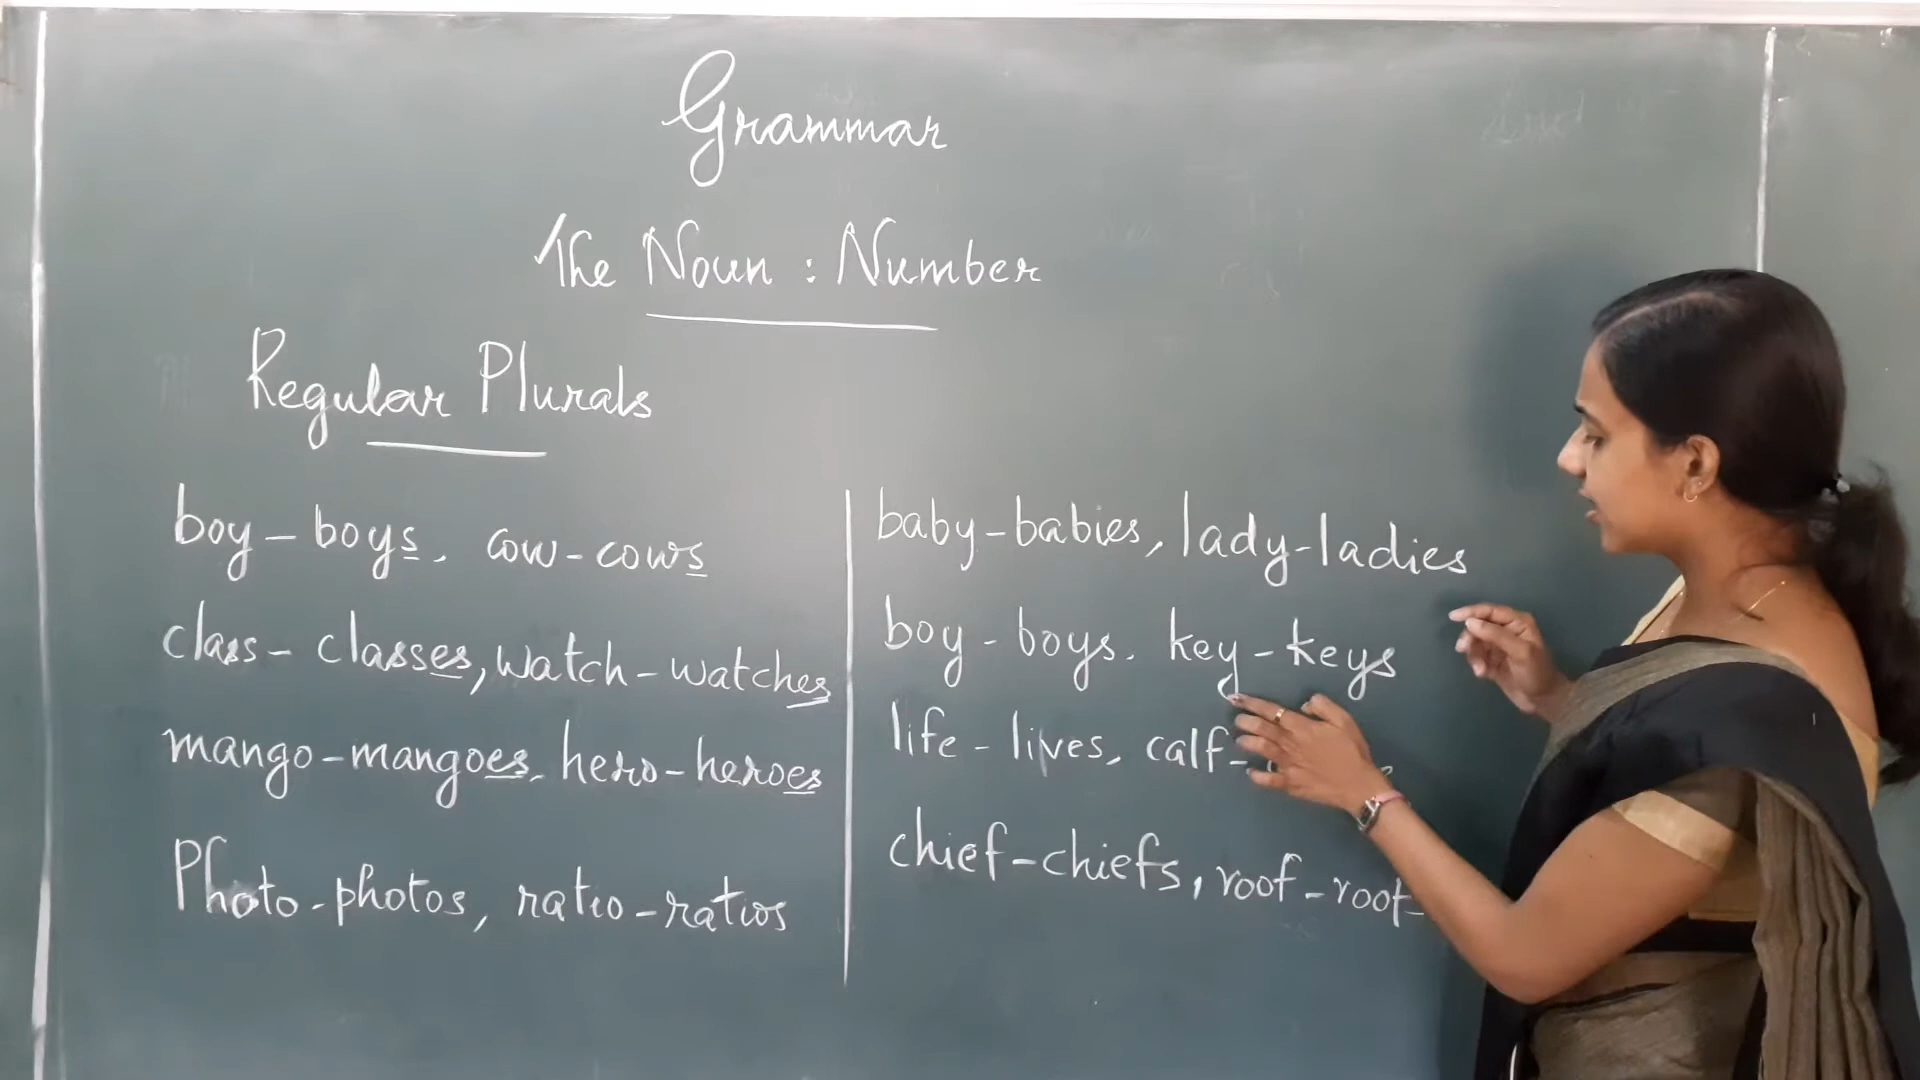 Grammar
The Noun : Number
Regular Plurals
boy - boys, cow - cows
class - classes, watch - watches
mango - mangoes, hero - heroes
Photo - photos, ratio - ratios
baby - babies, lady - ladies
boy - boys, key - keys
life - lives, calf -
chief - chiefs, roof -